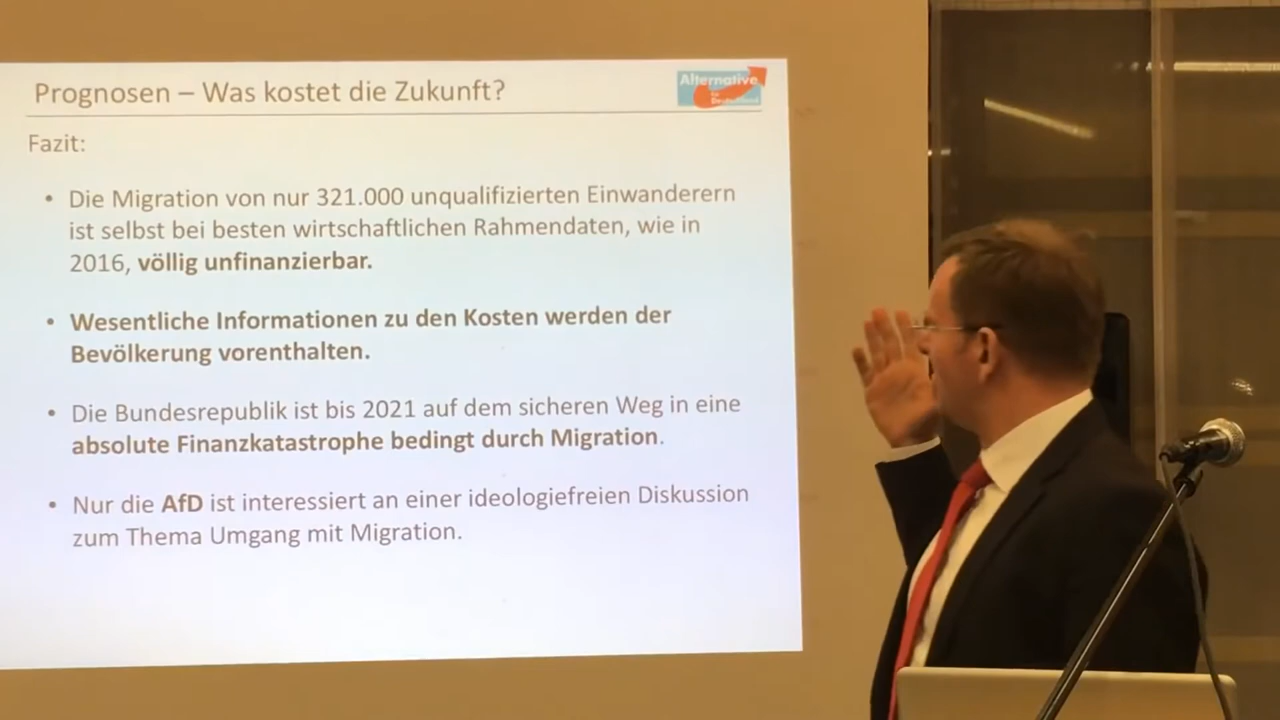 Prognosen – Was kostet die Zukunft?
Alternative
für
Deutschland
Fazit:
• Die Migration von nur 321.000 unqualifizierten Einwanderern
ist selbst bei besten wirtschaftlichen Rahmendaten, wie in
2016, völlig unfinanzierbar.
• Wesentliche Informationen zu den Kosten werden der
Bevölkerung vorenthalten.
• Die Bundesrepublik ist bis 2021 auf dem sicheren Weg in eine
absolute Finanzkatastrophe bedingt durch Migration.
• Nur die AfD ist interessiert an einer ideologiefreien Diskussion
zum Thema Umgang mit Migration.